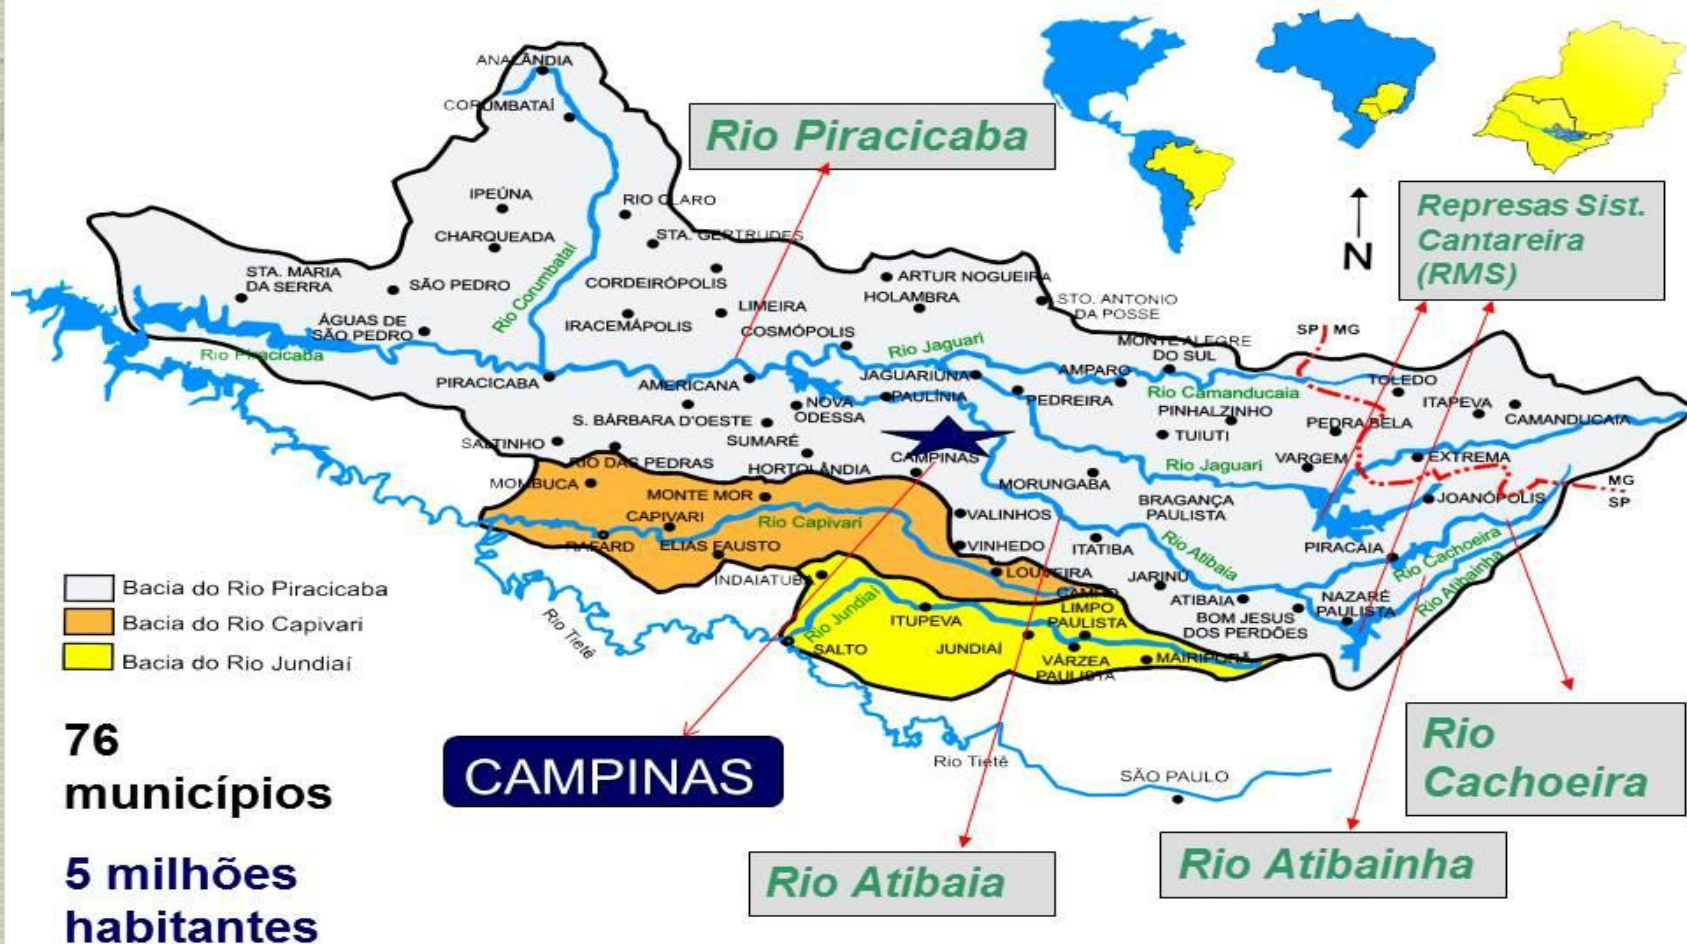 ANALÂNDIA
CORUMBATAÍ
Rio Piracicaba
IPEÚNA
RIO CLARO
Represas Sist.
Cantareira
(RMS)
CHARQUEADA
STA. GERTRUDES
N
STA. MARIA
DA SERRA
SÃO PEDRO
Rio Corumbataí
CORDEIRÓPOLIS
ARTUR NOGUEIRA
HOLAMBRA
STO. ANTONIO
DA POSSE
LIMEIRA
IRACEMÁPOLIS
ÁGUAS DE
SÃO PEDRO
COSMÓPOLIS
SP
MG
MONTE ALEGRE
DO SUL
Rio Jaguari
Rio Piracicaba
PIRACICABA
AMERICANA
JAGUARIÚNA
AMPARO
TOLEDO
Rio Camanducaia
PAULÍNIA
PEDREIRA
NOVA
ODESSA
ITAPEVA
PINHALZINHO
S. BÁRBARA D'OESTE
PEDRA BELA
CAMANDUCAIA
TUIUTI
SALTINHO
SUMARÉ
RIO DAS PEDRAS
HORTOLÂNDIA
CAMPINAS
Rio Jaguari
VARGEM
EXTREMA
MOMBUCA
MONTE MOR
MORUNGABA
BRAGANÇA
PAULISTA
JOANÓPOLIS
MG
SP
CAPIVARI
Rio Capivari
VALINHOS
RAFARD
ELIAS FAUSTO
VINHEDO
ITATIBA
Rio Atibaia
PIRACAIA
Rio Cachoeira
INDAIATUBA
LOUVEIRA
JARINÚ
Rio Atibainha
Bacia do Rio Piracicaba
CAMPO
LIMPO
PAULISTA
ATIBAIA
NAZARÉ
PAULISTA
Rio Jundiaí
ITUPEVA
BOM JESUS
DOS PERDÕES
Bacia do Rio Capivari
Rio Tietê
SALTO
JUNDIAÍ
VÁRZEA
PAULISTA
MAIRIPORÃ
Bacia do Rio Jundiaí
76
municípios
CAMPINAS
Rio Tietê
SÃO PAULO
Rio
Cachoeira
5 milhões
habitantes
Rio Atibaia
Rio Atibainha